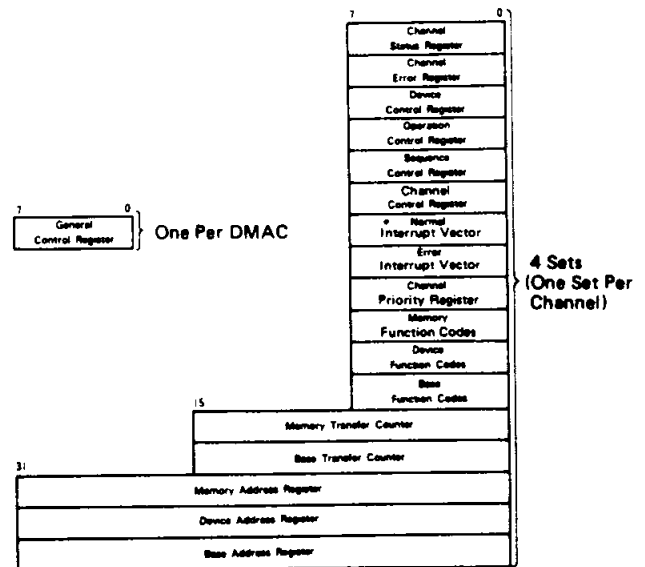 7 0
Channel
Status Register
Channel
Error Register
Device
Control Register
Operation
Control Register
Sequence
Control Register
Channel
Control Register
Normal
Interrupt Vector
Error
Interrupt Vector
Channel
Priority Register
Memory
Function Codes
Device
Function Codes
Base
Function Codes
7 0
General
Control Register
One Per DMAC
4 Sets
(One Set Per
Channel)
15
Memory Transfer Counter
Base Transfer Counter
31
Memory Address Register
Device Address Register
Base Address Register